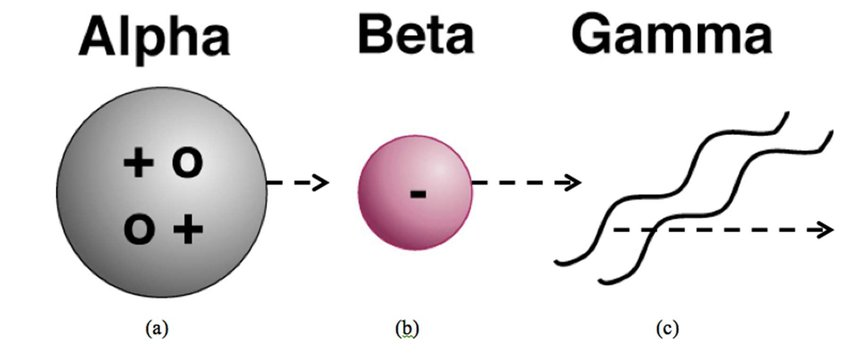 Alpha Beta Gamma
+ o
o +
-
(a) (b) (c)